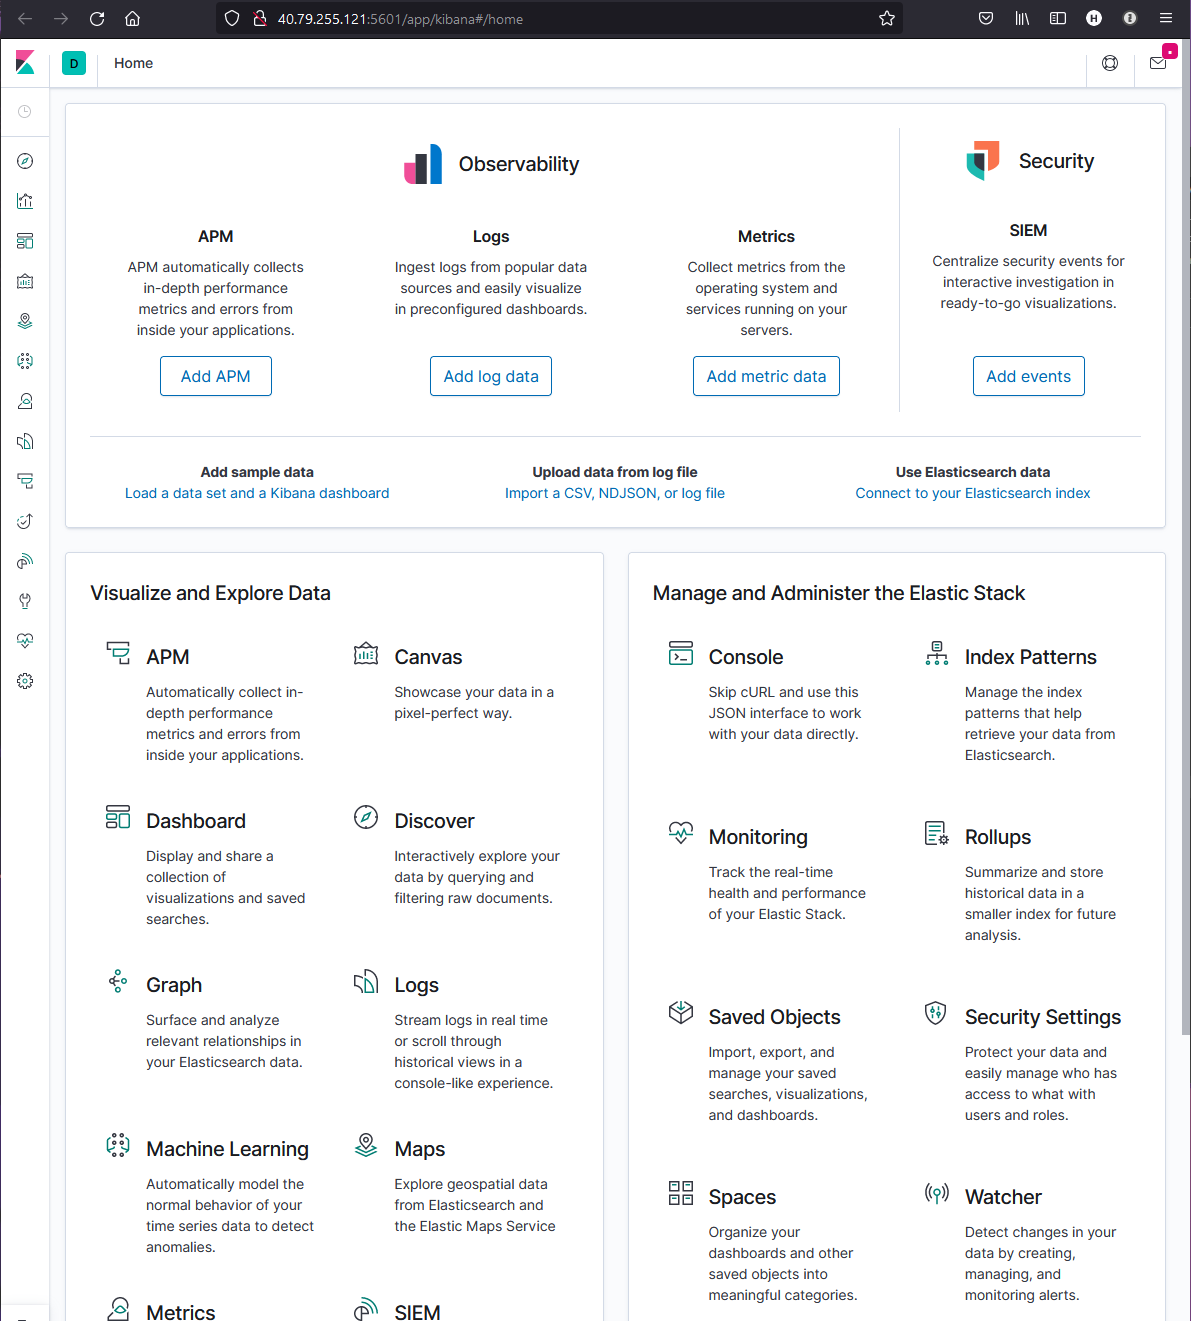 40.79.255.121:5601/app/kibana#/home
H
D
Home
Observability
Security
APM
APM automatically collects
in-depth performance
metrics and errors from
inside your applications.
Add APM
Logs
Ingest logs from popular data
sources and easily visualize
in preconfigured dashboards.
Add log data
Metrics
Collect metrics from the
operating system and
services running on your
servers.
Add metric data
SIEM
Centralize security events for
interactive investigation in
ready-to-go visualizations.
Add events
Add sample data
Load a data set and a Kibana dashboard
Upload data from log file
Import a CSV, NDJSON, or log file
Use Elasticsearch data
Connect to your Elasticsearch index
Visualize and Explore Data
APM
Automatically collect in-
depth performance
metrics and errors from
inside your applications.
Canvas
Showcase your data in a
pixel-perfect way.
Dashboard
Display and share a
collection of
visualizations and saved
searches.
Discover
Interactively explore your
data by querying and
filtering raw documents.
Graph
Surface and analyze
relevant relationships in
your Elasticsearch data.
Logs
Stream logs in real time
or scroll through
historical views in a
console-like experience.
Machine Learning
Automatically model the
normal behavior of your
time series data to detect
anomalies.
Maps
Explore geospatial data
from Elasticsearch and
the Elastic Maps Service
Metrics
SIEM
Manage and Administer the Elastic Stack
Console
Skip cURL and use this
JSON interface to work
with your data directly.
Index Patterns
Manage the index
patterns that help
retrieve your data from
Elasticsearch.
Monitoring
Track the real-time
health and performance
of your Elastic Stack.
Rollups
Summarize and store
historical data in a
smaller index for future
analysis.
Saved Objects
Import, export, and
manage your saved
searches, visualizations,
and dashboards.
Security Settings
Protect your data and
easily manage who has
access to what with
users and roles.
Spaces
Organize your
dashboards and other
saved objects into
meaningful categories.
Watcher
Detect changes in your
data by creating,
managing, and
monitoring alerts.